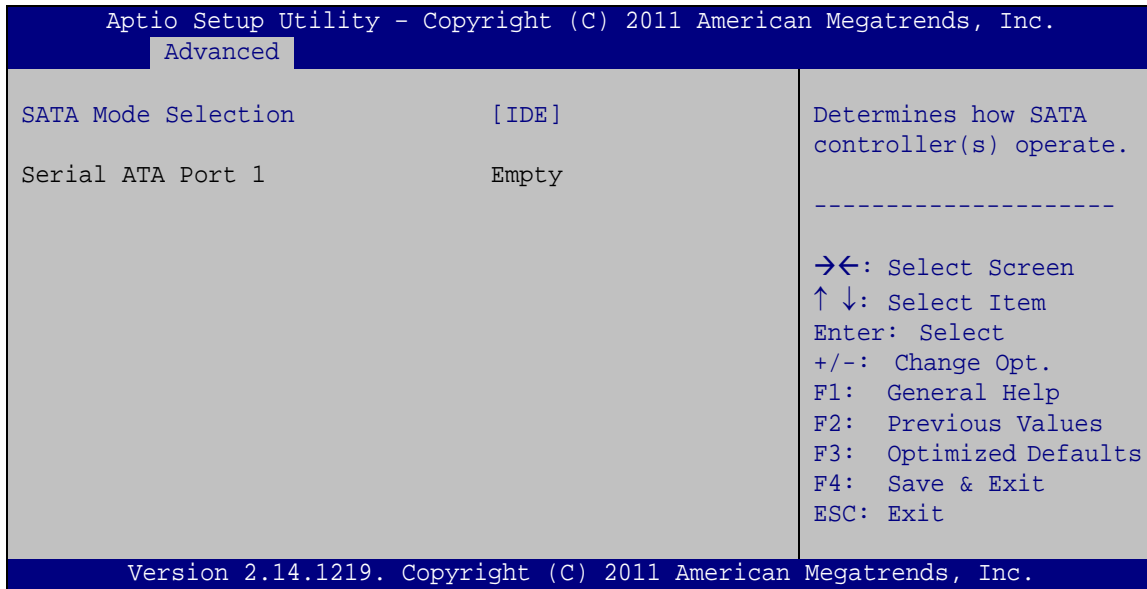 Aptio Setup Utility – Copyright (C) 2011 American Megatrends, Inc.
Advanced
SATA Mode Selection [IDE]
Serial ATA Port 1 Empty
Determines how SATA
controller(s) operate.
---------------------
→←: Select Screen
↑ ↓: Select Item
Enter: Select
+/-: Change Opt.
F1: General Help
F2: Previous Values
F3: Optimized Defaults
F4: Save & Exit
ESC: Exit
Version 2.14.1219. Copyright (C) 2011 American Megatrends, Inc.